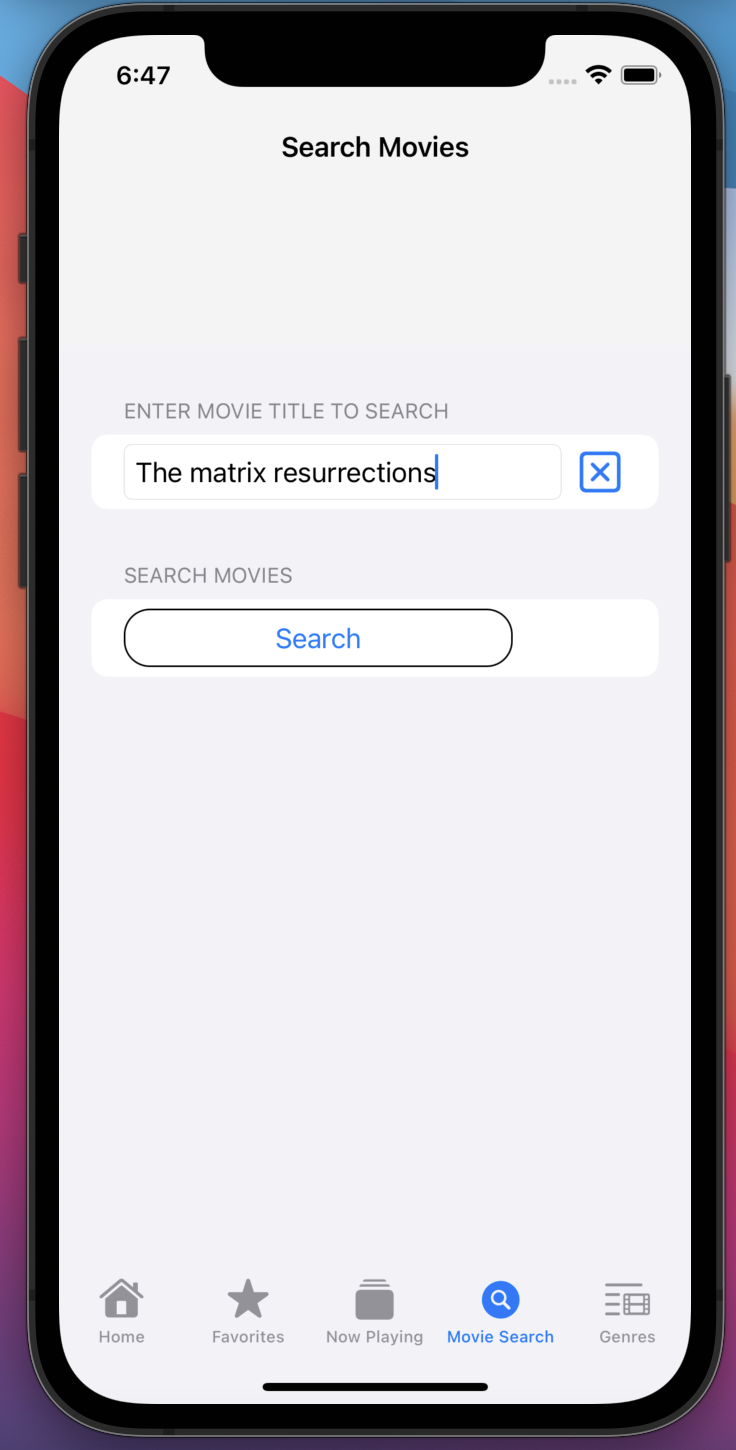 6:47
Search Movies
ENTER MOVIE TITLE TO SEARCH
The matrix resurrections
SEARCH MOVIES
Search
Home Favorites Now Playing Movie Search Genres